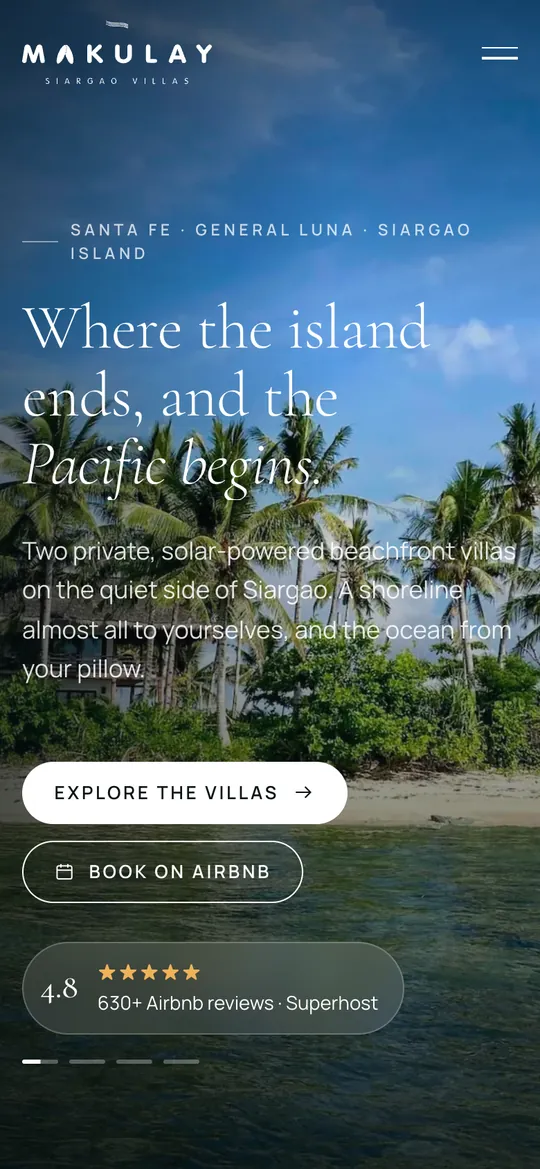 MAKULAY
SIARGAO VILLAS
SANTA FE · GENERAL LUNA · SIARGAO
ISLAND
Where the island
ends, and the
Pacific begins.
Two private, solar-powered beachfront villas
on the quiet side of Siargao. A shoreline
almost all to yourselves, and the ocean from
your pillow.
EXPLORE THE VILLAS →
BOOK ON AIRBNB
4.8 ★★★★★
630+ Airbnb reviews · Superhost